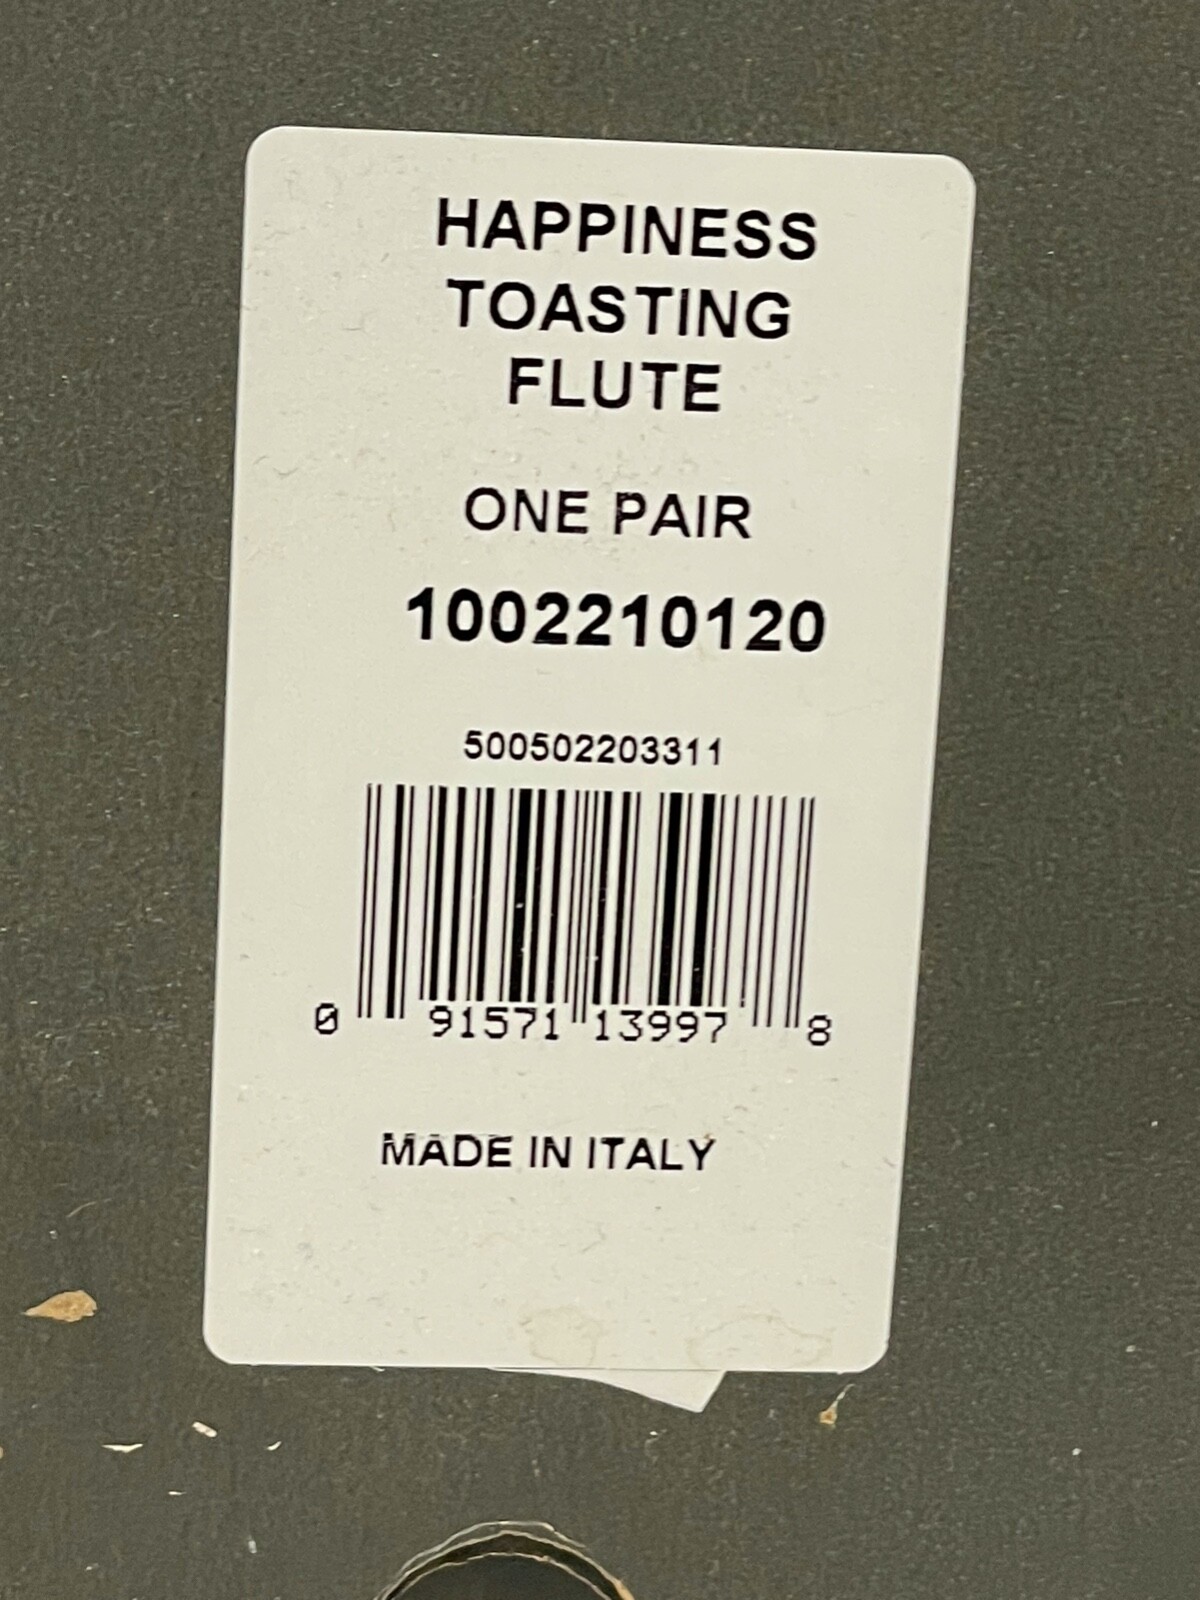 HAPPINESS
TOASTING
FLUTE
ONE PAIR
1002210120
500502203311
0 91571 13997 8
MADE IN ITALY